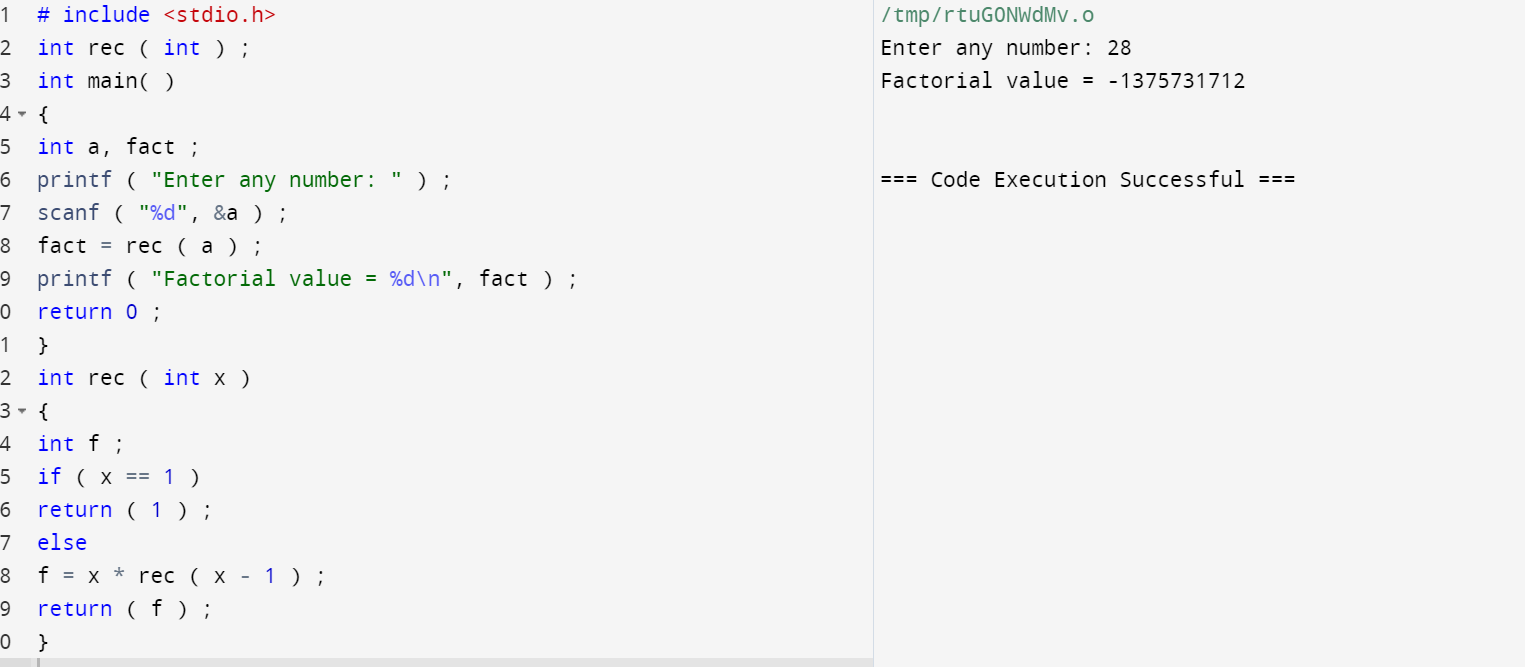 1 # include <stdio.h>
2 int rec ( int ) ;
3 int main( )
4 {
5 int a, fact ;
6 printf ( "Enter any number: " ) ;
7 scanf ( "%d", &a ) ;
8 fact = rec ( a ) ;
9 printf ( "Factorial value = %d\n", fact ) ;
0 return 0 ;
1 }
2 int rec ( int x )
3 {
4 int f ;
5 if ( x == 1 )
6 return ( 1 ) ;
7 else
8 f = x * rec ( x - 1 ) ;
9 return ( f ) ;
0 }
/tmp/rtuGONWdMv.o
Enter any number: 28
Factorial value = -1375731712
=== Code Execution Successful ===